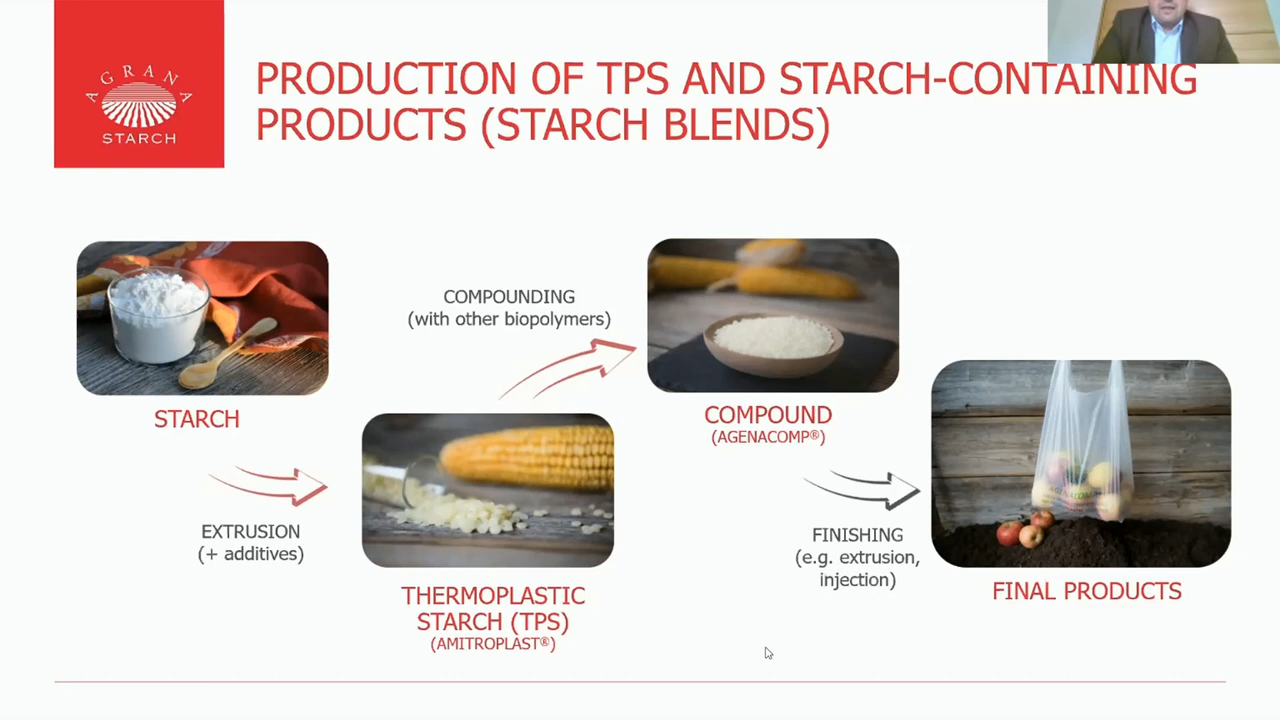 AGRANA
STARCH
PRODUCTION OF TPS AND STARCH-CONTAINING
PRODUCTS (STARCH BLENDS)
STARCH
EXTRUSION
(+ additives)
THERMOPLASTIC
STARCH (TPS)
(AMITROPLAST®)
COMPOUNDING
(with other biopolymers)
COMPOUND
(AGENACOMP®)
FINISHING
(e.g. extrusion,
injection)
FINAL PRODUCTS